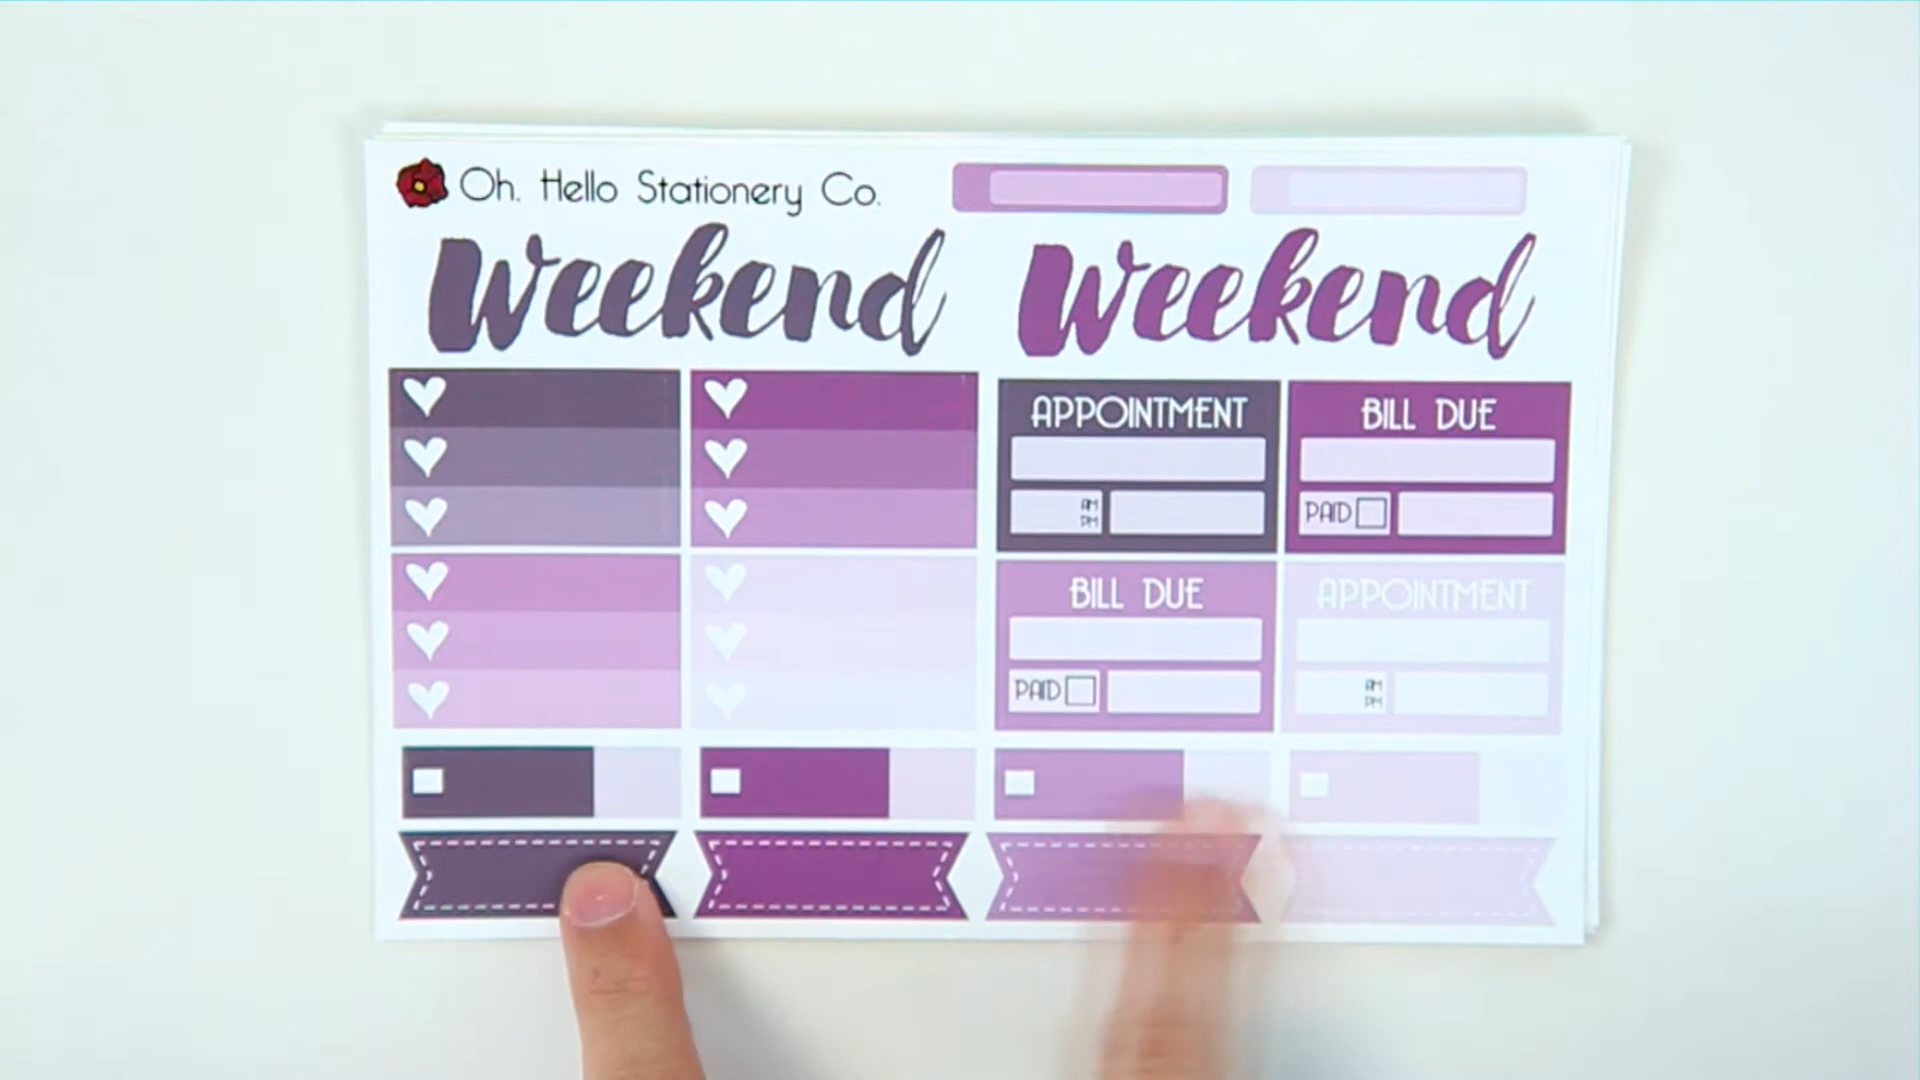 Oh. Hello Stationery Co.
Weekend Weekend
APPOINTMENT
AM
PM
BILL DUE
PAID
BILL DUE
PAID
APPOINTMENT
AM
PM